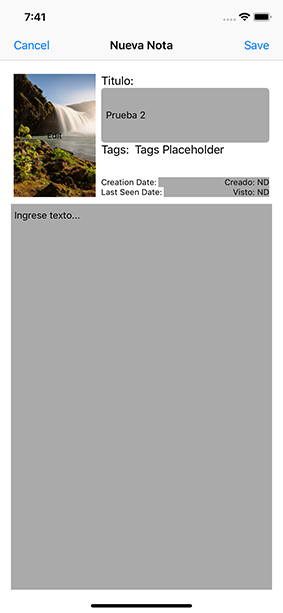 7:41
Cancel Nueva Nota Save
Titulo:
Prueba 2
Edit
Tags: Tags Placeholder
Creation Date: Creado: ND
Last Seen Date: Visto: ND
Ingrese texto...